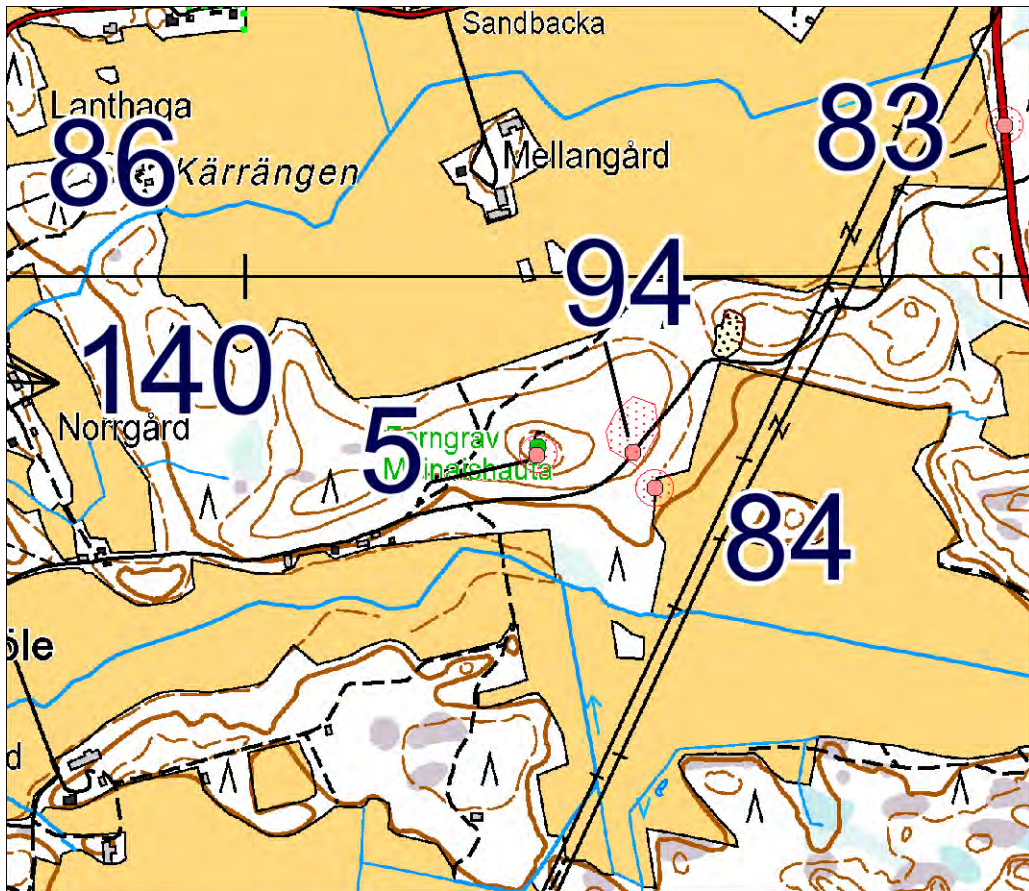 Sandbacka
Lanthaga
86
Kärrängen
Mellangård
83
94
140
Norrgård
5
Forngrav
84
öle
d